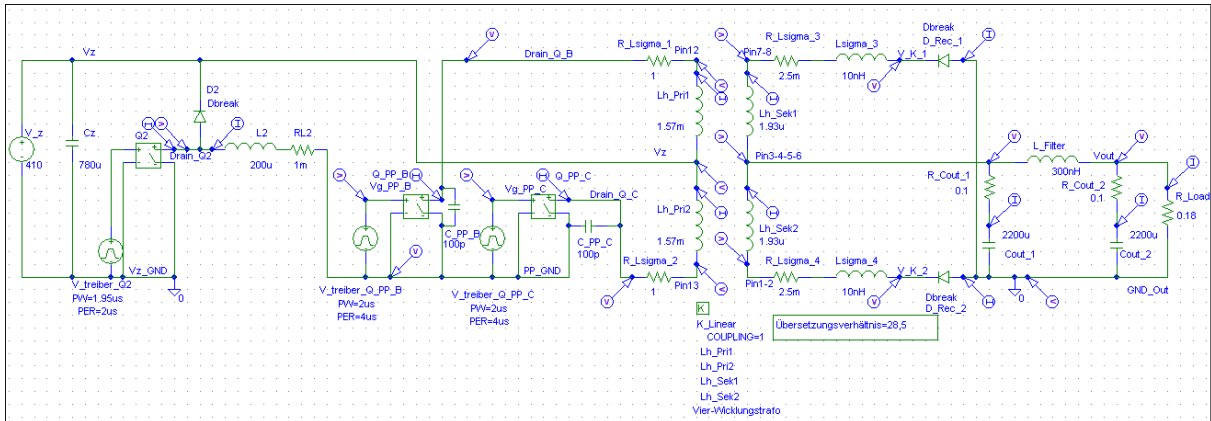 Vz
V_z
410
Cz
780u
D2
Dbreak
Q2
Drain_Q2
L2
200u
RL2
1m
V_treiber_Q2
PW=1.95us
PER=2us
Vz_GND
0
Drain_Q_B
Q_PP_B
Vg_PP_B
C_PP_B
100p
V_treiber_Q_PP_B
PW=2us
PER=4us
Q_PP_C
Vg_PP_C
Drain_Q_C
C_PP_C
100p
PP_GND
V_treiber_Q_PP_C
PW=2us
PER=4us
R_Lsigma_1
1
Pin12
Lh_Pri1
1.57m
Vz
Lh_Pri2
1.57m
R_Lsigma_2
1
Pin13
Pin7-8
R_Lsigma_3
2.5m
Lsigma_3
10nH
V_K_1
Dbreak
D_Rec_1
Lh_Sek1
1.93u
Pin3-4-5-6
Lh_Sek2
1.93u
Pin1-2
R_Lsigma_4
2.5m
Lsigma_4
10nH
V_K_2
Dbreak
D_Rec_2
L_Filter
300nH
Vout
R_Cout_1
0.1
2200u
Cout_1
R_Cout_2
0.1
2200u
Cout_2
R_Load
0.18
0
GND_Out
K
K_Linear
COUPLING=1
Lh_Pri1
Lh_Pri2
Lh_Sek1
Lh_Sek2
Vier-Wicklungstrafo
Übersetzungsverhältnis=28,5